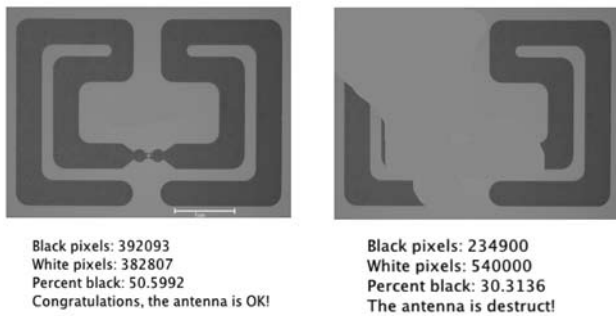 Black pixels: 392093
White pixels: 382807
Percent black: 50.5992
Congratulations, the antenna is OK!
Black pixels: 234900
White pixels: 540000
Percent black: 30.3136
The antenna is destruct!